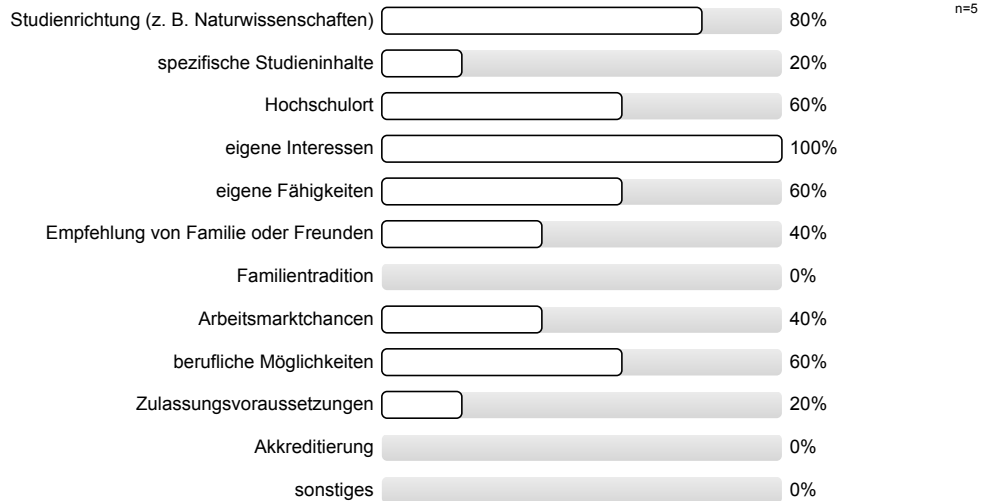 Studienrichtung (z. B. Naturwissenschaften) 80% n=5
spezifische Studieninhalte 20%
Hochschulort 60%
eigene Interessen 100%
eigene Fähigkeiten 60%
Empfehlung von Familie oder Freunden 40%
Familientradition 0%
Arbeitsmarktchancen 40%
berufliche Möglichkeiten 60%
Zulassungsvoraussetzungen 20%
Akkreditierung 0%
sonstiges 0%